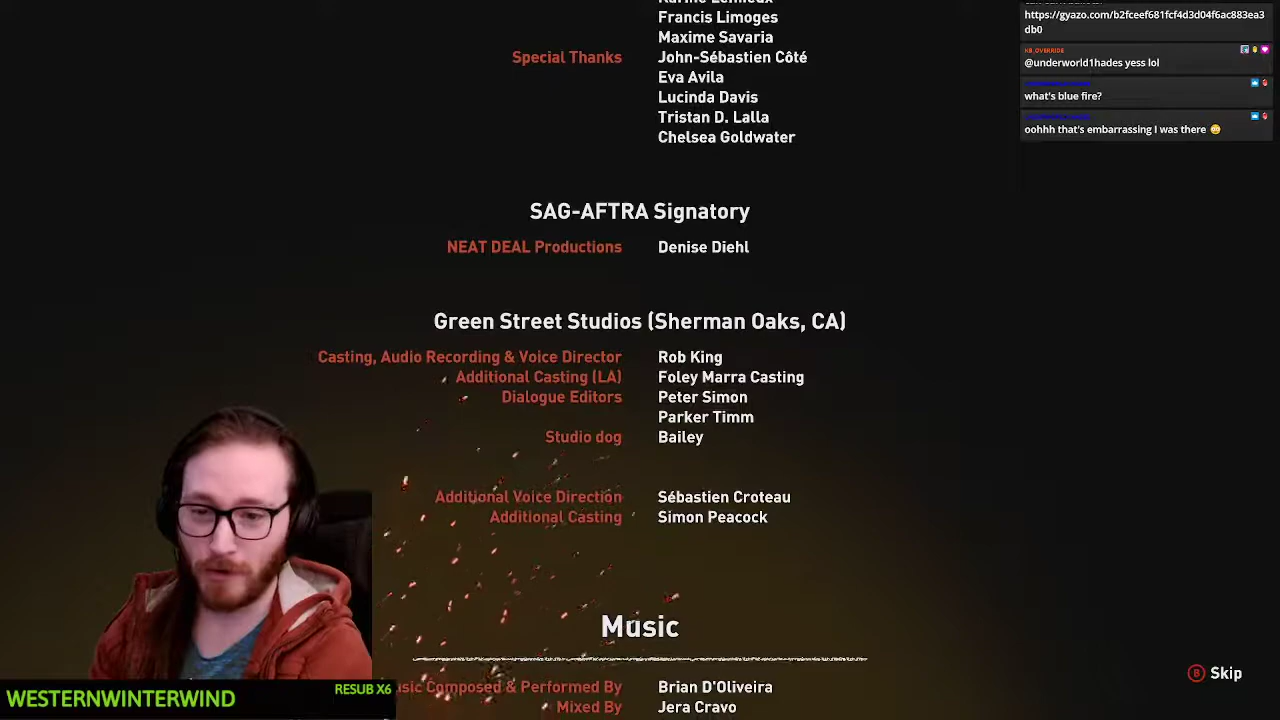 Francis Limoges
Maxime Savaria
Special Thanks John-Sébastien Côté
Eva Avila
Lucinda Davis
Tristan D. Lalla
Chelsea Goldwater
SAG-AFTRA Signatory
NEAT DEAL Productions Denise Diehl
Green Street Studios (Sherman Oaks, CA)
Casting, Audio Recording & Voice Director Rob King
Additional Casting (LA) Foley Marra Casting
Dialogue Editors Peter Simon
Parker Timm
Studio dog Bailey
Additional Voice Direction Sébastien Croteau
Additional Casting Simon Peacock
Music
Composed & Performed By Brian D'Oliveira
Mixed By Jera Cravo
B Skip
WESTERNWINTERWIND
RESUB X6
https://gyazo.com/b2fceef681fcf4d3d04f6ac883ea3
db0
@underworld1hades yess lol
what's blue fire?
oohhh that's embarrassing I was there 😳